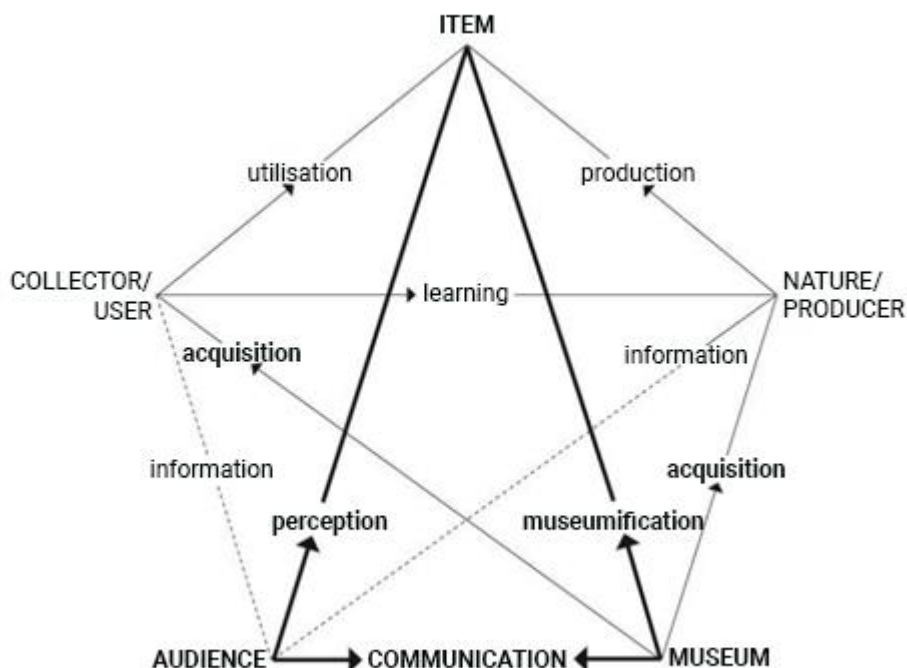 ITEM
utilisation
production
COLLECTOR/
USER
learning
NATURE/
PRODUCER
acquisition
information
information
acquisition
perception
museumification
AUDIENCE
COMMUNICATION
MUSEUM